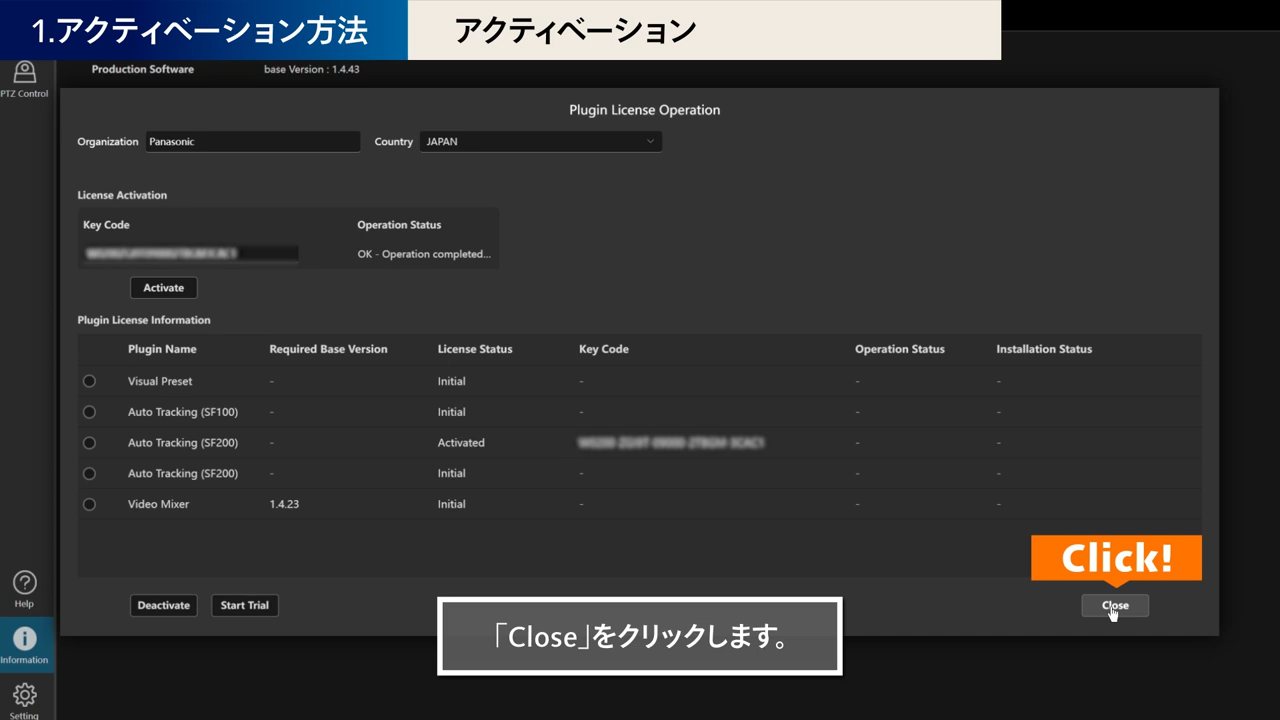 1.アクティベーション方法
アクティベーション
Production Software base Version : 1.4.43
PTZ Control
Plugin License Operation
Organization Panasonic Country JAPAN
License Activation
Key Code Operation Status
OK - Operation completed...
Activate
Plugin License Information
Plugin Name Required Base Version License Status Key Code Operation Status Installation Status
Visual Preset - Initial - - -
Auto Tracking (SF100) - Initial - - -
Auto Tracking (SF200) - Activated - -
Auto Tracking (SF200) - Initial - - -
Video Mixer 1.4.23 Initial - - -
Click!
Help
Deactivate Start Trial Close
「Close」をクリックします。
Information
Setting